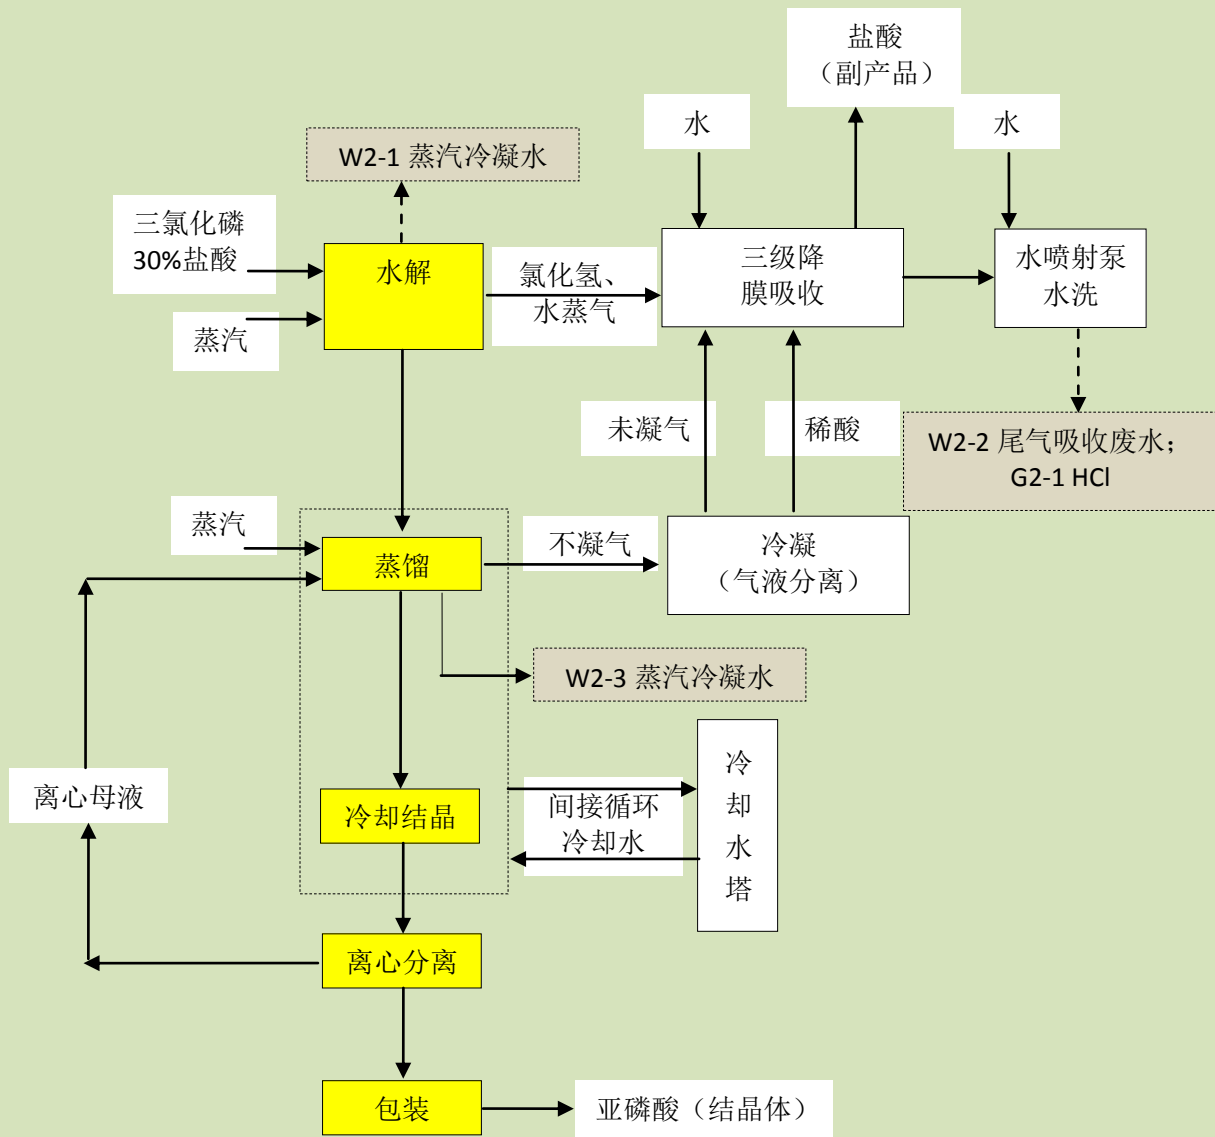 盐酸
（副产品）
水
水
W2-1 蒸汽冷凝水
三氯化磷
30%盐酸
水解
氯化氢、
水蒸气
三级降
膜吸收
水喷射泵
水洗
蒸汽
未凝气
稀酸
W2-2 尾气吸收废水；
G2-1 HCl
蒸汽
蒸馏
不凝气
冷凝
（气液分离）
W2-3 蒸汽冷凝水
离心母液
冷却结晶
间接循环
冷却水
冷
却
水
塔
离心分离
包装
亚磷酸（结晶体）